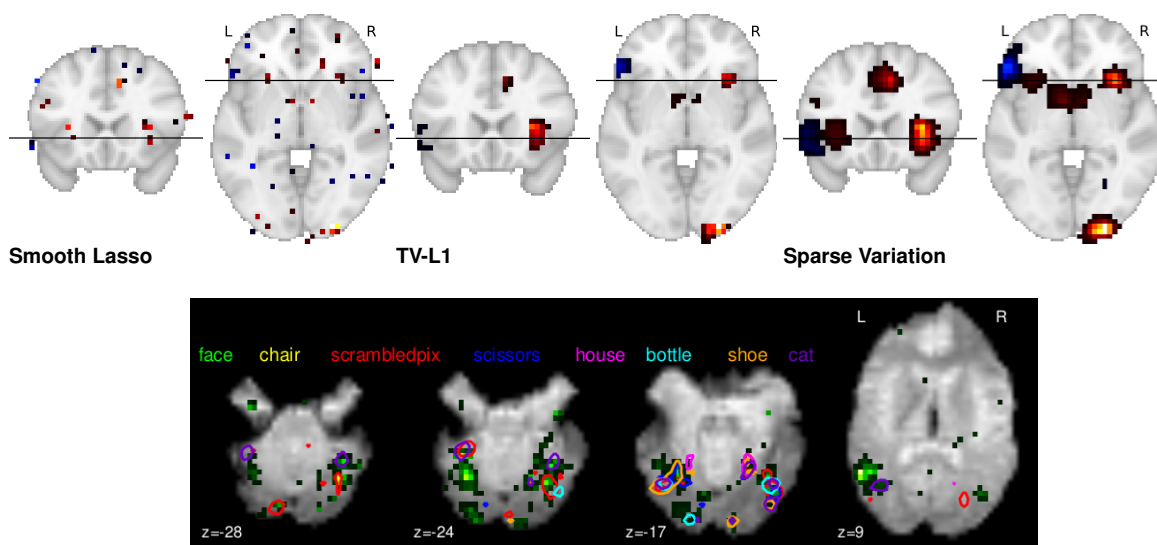 L R L R L R
Smooth Lasso TV-L1 Sparse Variation
face chair scrambledpix scissors house bottle shoe cat L R
z=-28 z=-24 z=-17 z=9